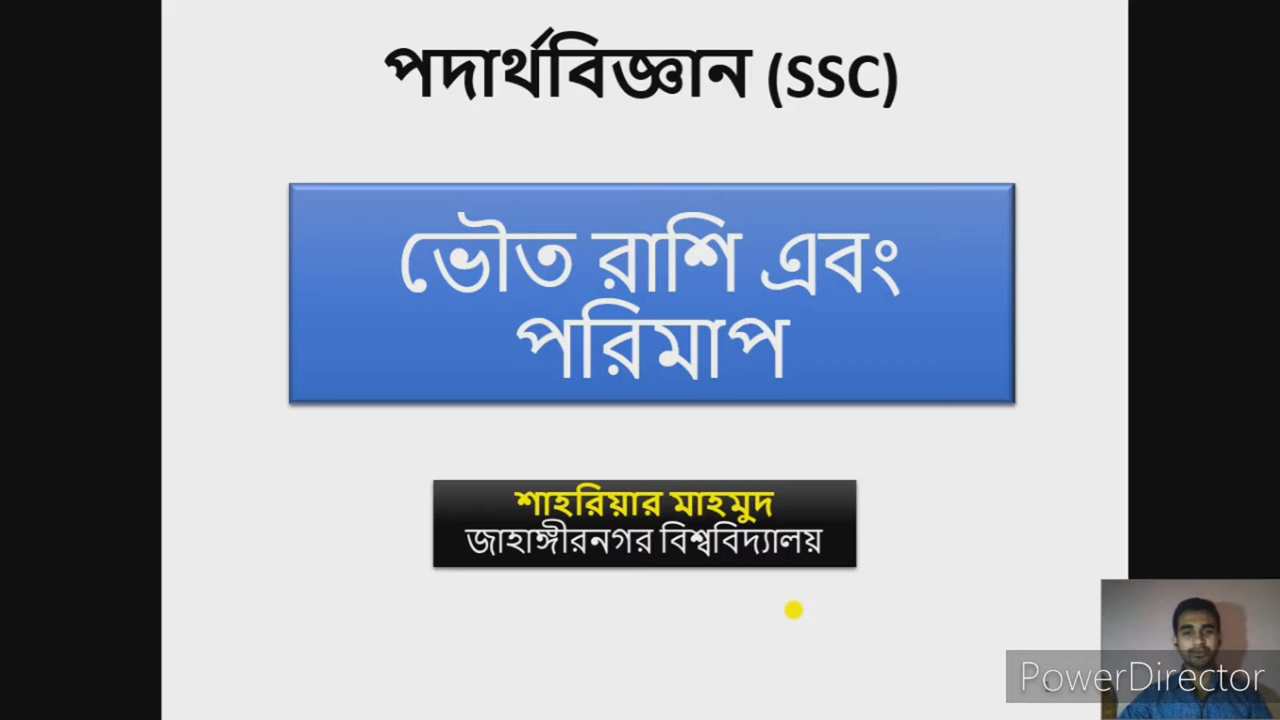 পদার্থবিজ্ঞান (SSC)
ভৌত রাশি এবং
পরিমাপ
শাহরিয়ার মাহমুদ
জাহাঙ্গীরনগর বিশ্ববিদ্যালয়
PowerDirector